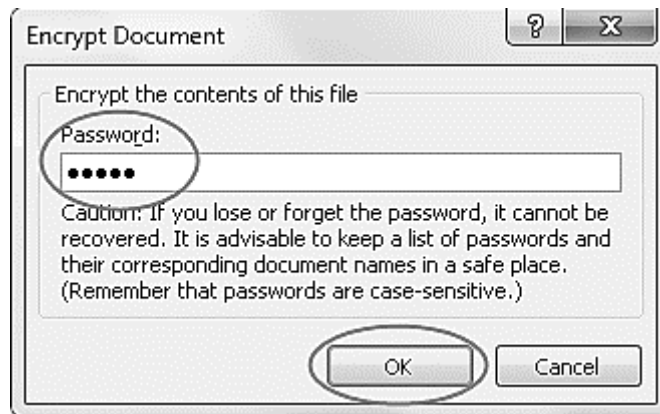 Encrypt Document
Encrypt the contents of this file
Password:
•••••
Caution: If you lose or forget the password, it cannot be
recovered. It is advisable to keep a list of passwords and
their corresponding document names in a safe place.
(Remember that passwords are case-sensitive.)
OK
Cancel